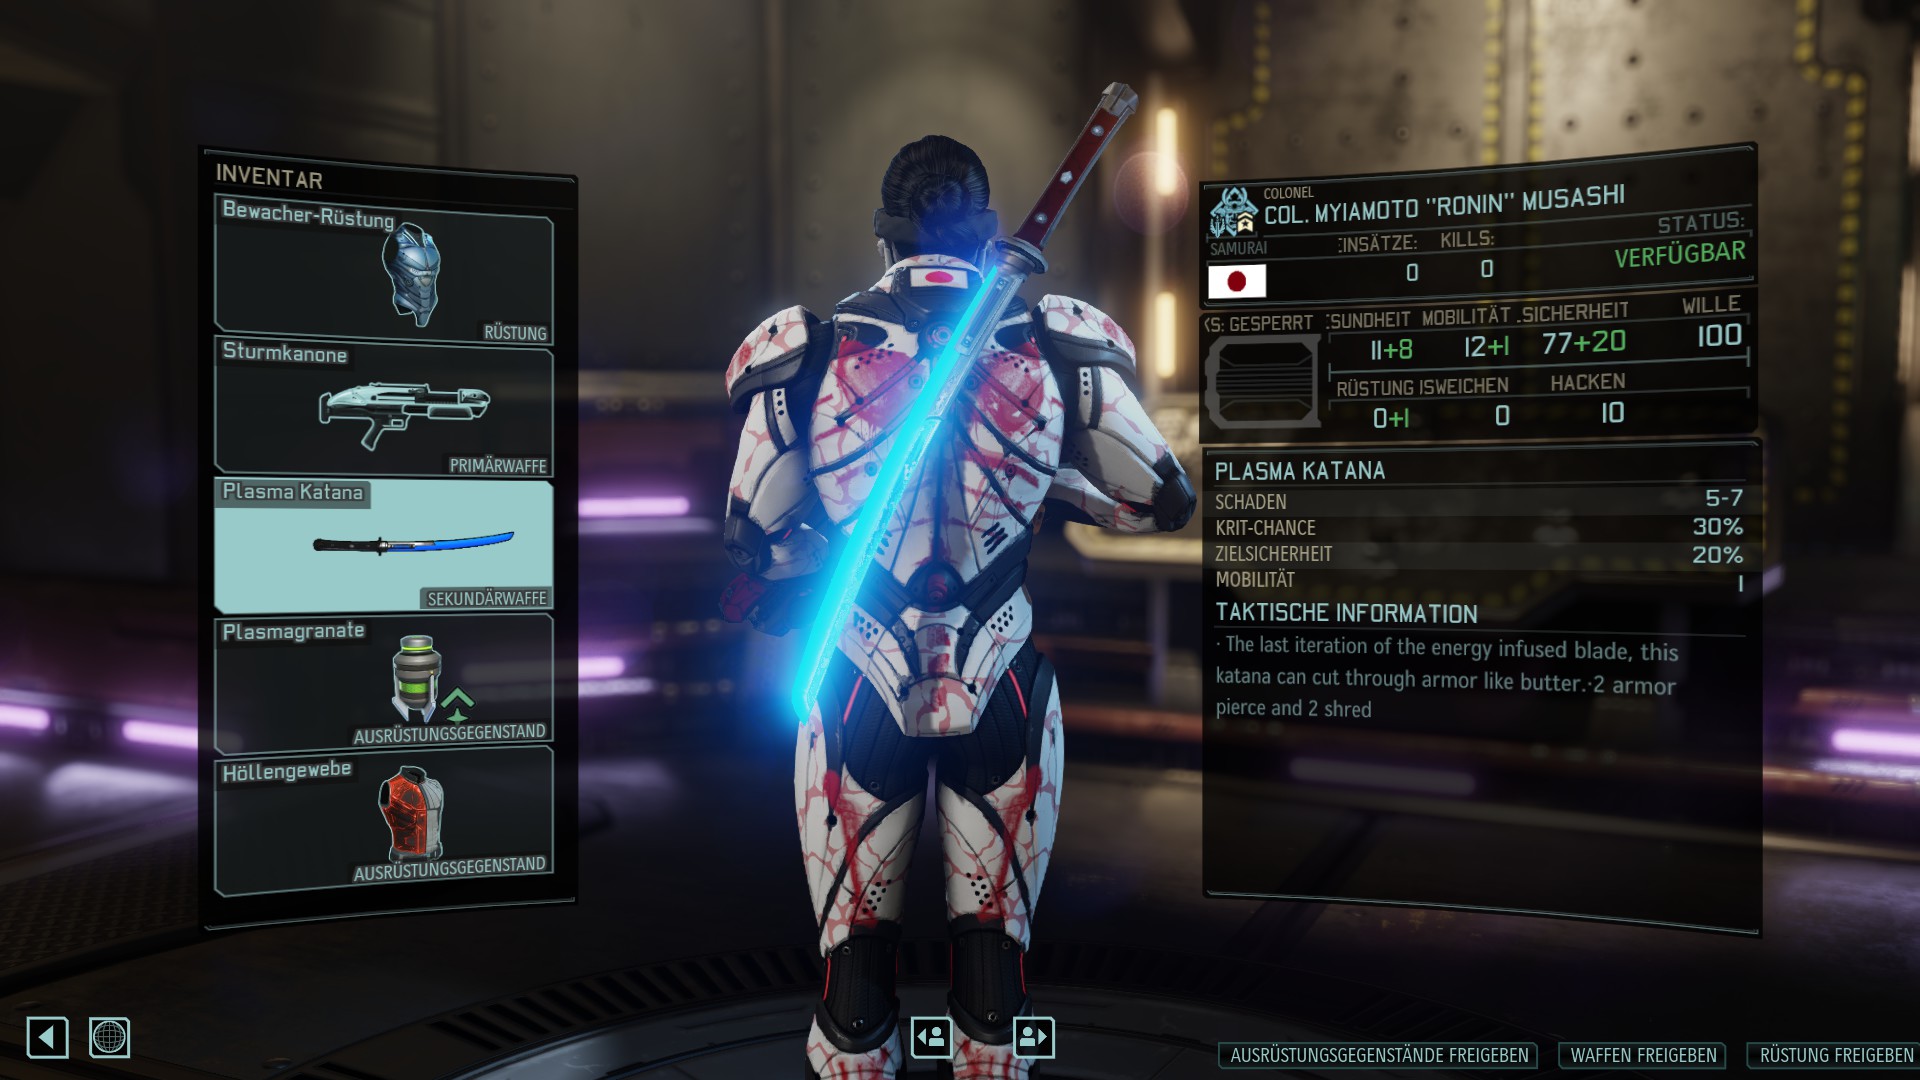 INVENTAR
Bewacher-Rüstung
RÜSTUNG
Sturmkanone
PRIMÄRWAFFE
Plasma Katana
SEKUNDÄRWAFFE
Plasmagranate
AUSRÜSTUNGSGEGENSTAND
Höllengewebe
AUSRÜSTUNGSGEGENSTAND
COLONEL
COL. MYIAMOTO "RONIN" MUSASHI
SAMURAI
EINSÄTZE: KILLS: STATUS:
0 0 VERFÜGBAR
KS: GESPERRT SUNDHEIT MOBILITÄT .SICHERHEIT WILLE
11+8 12+1 77+20 100
RÜSTUNG ISWEICHEN HACKEN
0+1 0 10
PLASMA KATANA
SCHADEN 5-7
KRIT-CHANCE 30%
ZIELSICHERHEIT 20%
MOBILITÄT 1
TAKTISCHE INFORMATION
· The last iteration of the energy infused blade, this
katana can cut through armor like butter.·2 armor
pierce and 2 shred
AUSRÜSTUNGSGEGENSTÄNDE FREIGEBEN
WAFFEN FREIGEBEN
RÜSTUNG FREIGEBEN